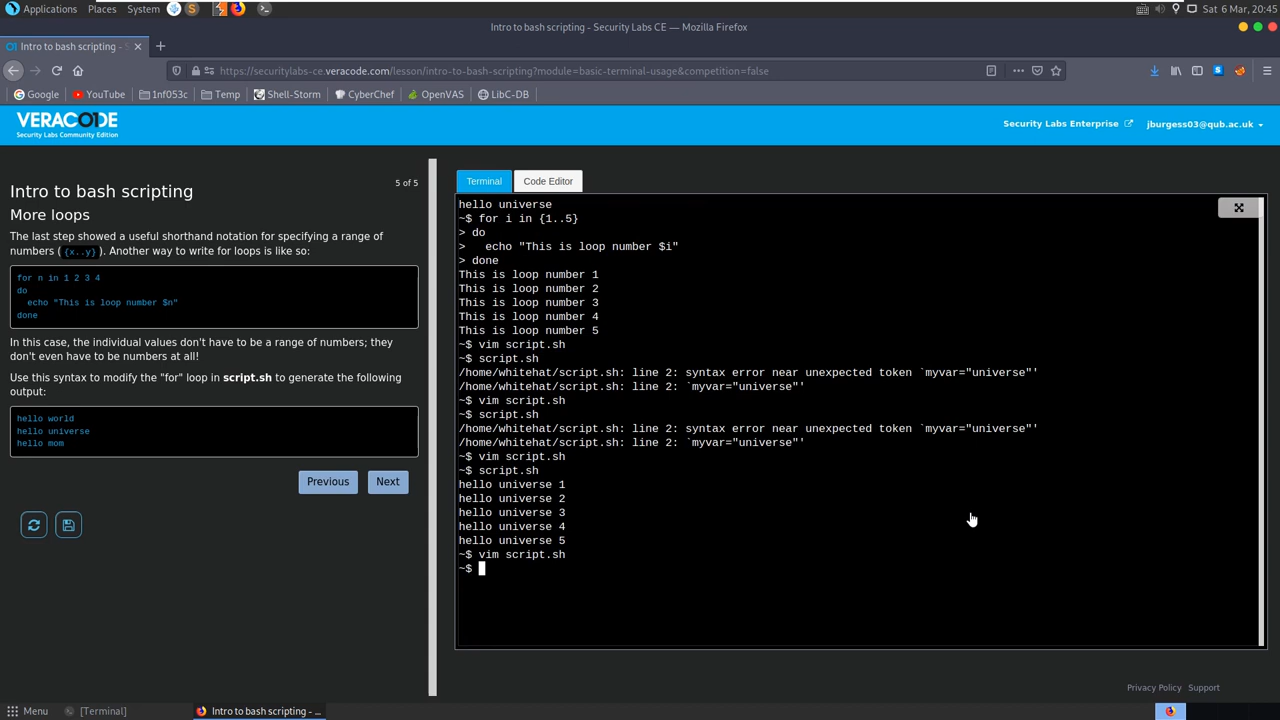 Applications Places System Sat 6 Mar, 20:45
Intro to bash scripting - Security Labs CE — Mozilla Firefox
Intro to bash scripting - S
https://securitylabs-ce.veracode.com/lesson/intro-to-bash-scripting?module=basic-terminal-usage&competition=false
Google YouTube 1nf053c Temp Shell-Storm CyberChef OpenVAS LibC-DB
VERACODE
Security Labs Community Edition
Security Labs Enterprise jburgess03@qub.ac.uk
5 of 5
Intro to bash scripting
More loops
The last step showed a useful shorthand notation for specifying a range of
numbers ( {x..y} ). Another way to write for loops is like so:
for n in 1 2 3 4
do
  echo "This is loop number $n"
done
In this case, the individual values don't have to be a range of numbers; they
don't even have to be numbers at all!
Use this syntax to modify the "for" loop in script.sh to generate the following
output:
hello world
hello universe
hello mom
Previous Next
Terminal Code Editor
hello universe
~$ for i in {1..5}
> do
>   echo "This is loop number $i"
> done
This is loop number 1
This is loop number 2
This is loop number 3
This is loop number 4
This is loop number 5
~$ vim script.sh
~$ script.sh
/home/whitehat/script.sh: line 2: syntax error near unexpected token `myvar="universe"'
/home/whitehat/script.sh: line 2: `myvar="universe"'
~$ vim script.sh
~$ script.sh
/home/whitehat/script.sh: line 2: syntax error near unexpected token `myvar="universe"'
/home/whitehat/script.sh: line 2: `myvar="universe"'
~$ vim script.sh
~$ script.sh
hello universe 1
hello universe 2
hello universe 3
hello universe 4
hello universe 5
~$ vim script.sh
~$
Privacy Policy Support
Menu [Terminal] Intro to bash scripting - ...